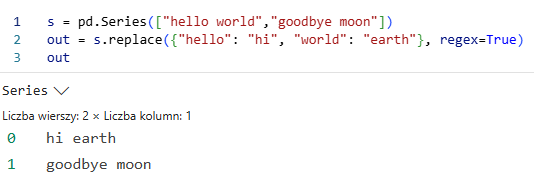 1 s = pd.Series(["hello world","goodbye moon"])
2 out = s.replace({"hello": "hi", "world": "earth"}, regex=True)
3 out
Series
Liczba wierszy: 2 × Liczba kolumn: 1
0 hi earth
1 goodbye moon